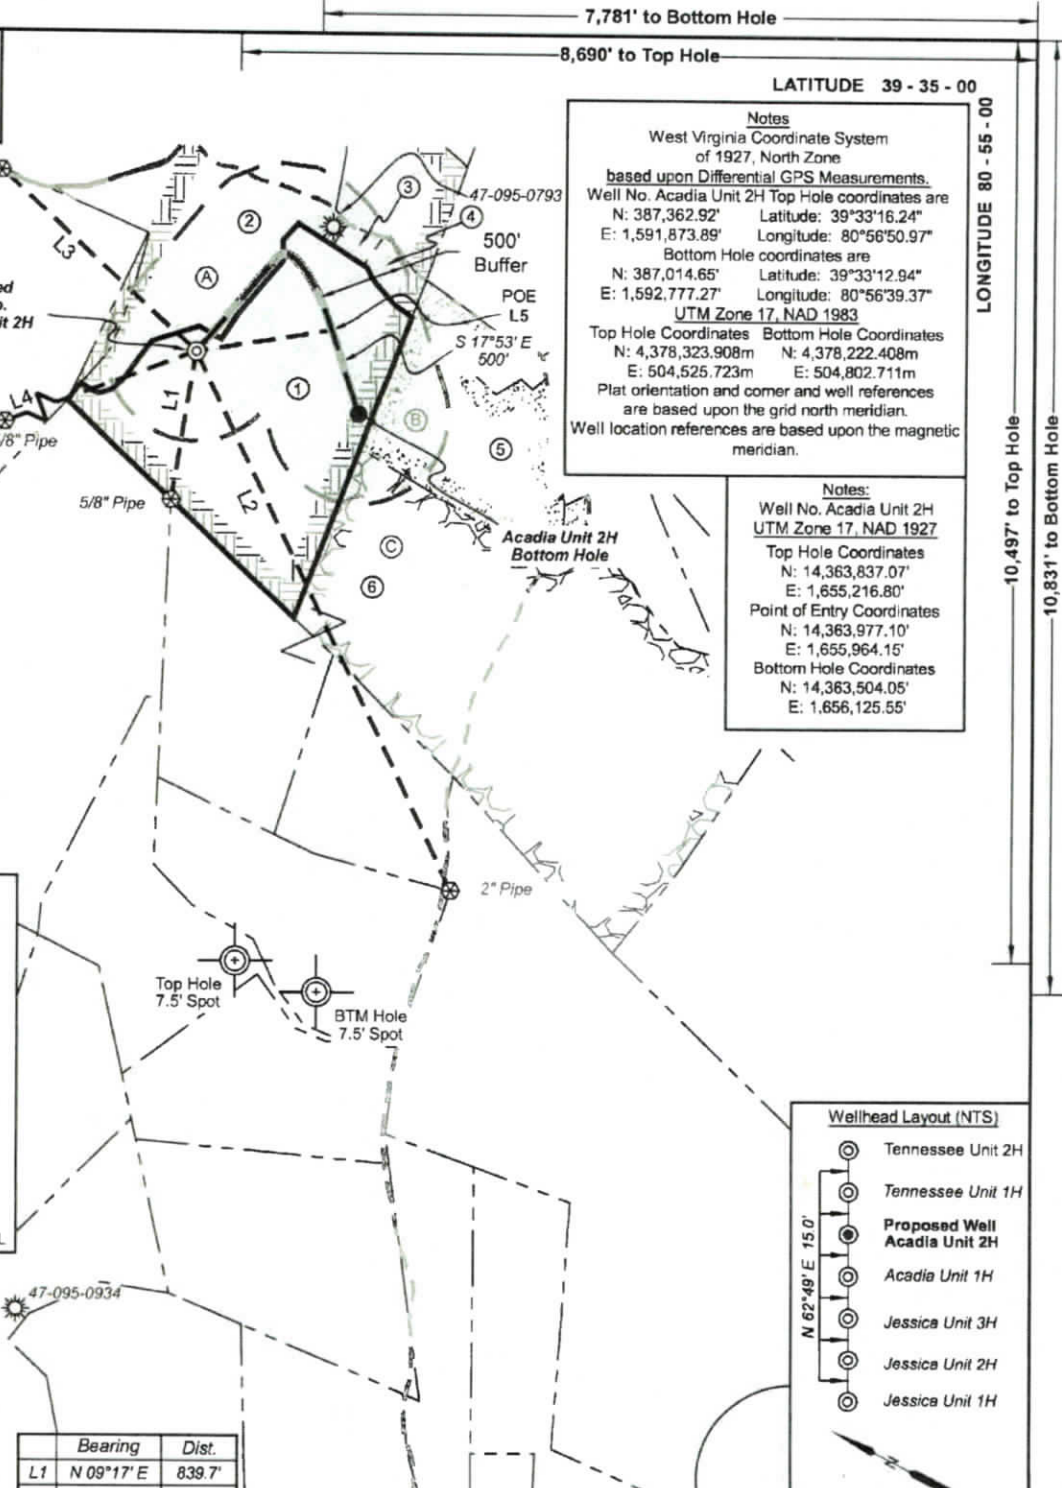 7,781' to Bottom Hole
8,690' to Top Hole
LATITUDE 39 - 35 - 00
LONGITUDE 80 - 55 - 00
10,497' to Top Hole
10,831' to Bottom Hole
Notes
West Virginia Coordinate System
of 1927, North Zone
based upon Differential GPS Measurements.
Well No. Acadia Unit 2H Top Hole coordinates are
N: 387,362.92' Latitude: 39°33'16.24"
E: 1,591,873.89' Longitude: 80°56'50.97"
Bottom Hole coordinates are
N: 387,014.65' Latitude: 39°33'12.94"
E: 1,592,777.27' Longitude: 80°56'39.37"
UTM Zone 17, NAD 1983
Top Hole Coordinates Bottom Hole Coordinates
N: 4,378,323.908m N: 4,378,222.408m
E: 504,525.723m E: 504,802.711m
Plat orientation and corner and well references
are based upon the grid north meridian.
Well location references are based upon the magnetic
meridian.
Notes:
Well No. Acadia Unit 2H
UTM Zone 17, NAD 1927
Top Hole Coordinates
N: 14,363,837.07'
E: 1,655,216.80'
Point of Entry Coordinates
N: 14,363,977.10'
E: 1,655,964.15'
Bottom Hole Coordinates
N: 14,363,504.05'
E: 1,656,125.55'
3
47-095-0793
4
2
500'
Buffer
L3
A
POE
L5
it 2H
S 17°53' E
500'
1
L4
L1
B
/8" Pipe
5
5/8" Pipe
L2
Acadia Unit 2H
Bottom Hole
C
6
2" Pipe
Top Hole
7.5' Spot
BTM Hole
7.5' Spot
47-095-0934
Wellhead Layout (NTS)
Tennessee Unit 2H
Tennessee Unit 1H
Proposed Well
Acadia Unit 2H
Acadia Unit 1H
Jessica Unit 3H
Jessica Unit 2H
Jessica Unit 1H
N 62°49' E 15.0'
N
Bearing Dist.
L1 N 09°17' E 839.7'